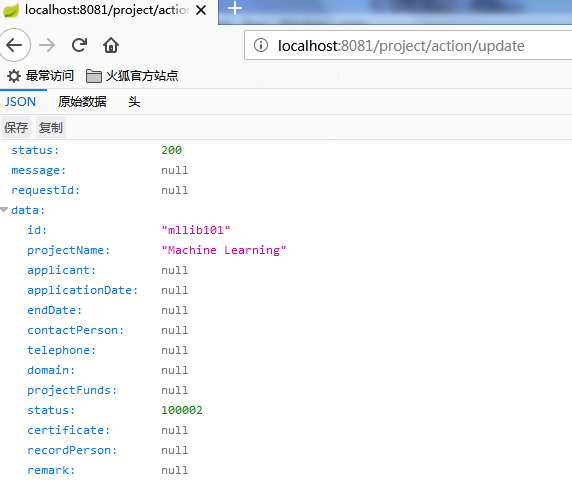 localhost:8081/project/action
localhost:8081/project/action/update
最常访问 火狐官方站点
JSON 原始数据 头
保存 复制
status: 200
message: null
requestId: null
data:
id: "mllib101"
projectName: "Machine Learning"
applicant: null
applicationDate: null
endDate: null
contactPerson: null
telephone: null
domain: null
projectFunds: null
status: 100002
certificate: null
recordPerson: null
remark: null